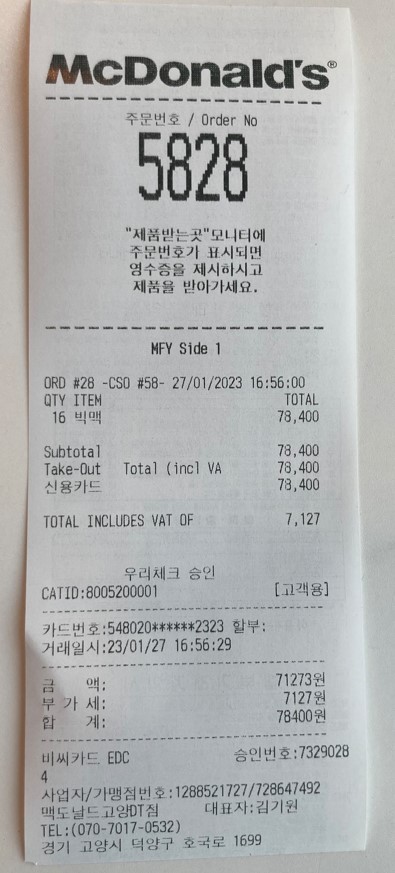 McDonald's®
주문번호 / Order No
5828
"제품받는곳"모니터에
주문번호가 표시되면
영수증을 제시하시고
제품을 받아가세요.
MFY Side 1
ORD #28 -CSO #58- 27/01/2023 16:56:00
QTY ITEM TOTAL
16 빅맥 78,400
Subtotal 78,400
Take-Out Total (incl VA 78,400
신용카드 78,400
TOTAL INCLUDES VAT OF 7,127
우리체크 승인
CATID:8005200001 [고객용]
카드번호:548020******2323 할부:
거래일시:23/01/27 16:56:29
금 액: 71273원
부 가 세: 7127원
합 계: 78400원
비씨카드 EDC 승인번호:7329028
4
사업자/가맹점번호:1288521727/728647492
맥도날드고양DT점 대표자:김기원
TEL:(070-7017-0532)
경기 고양시 덕양구 호국로 1699